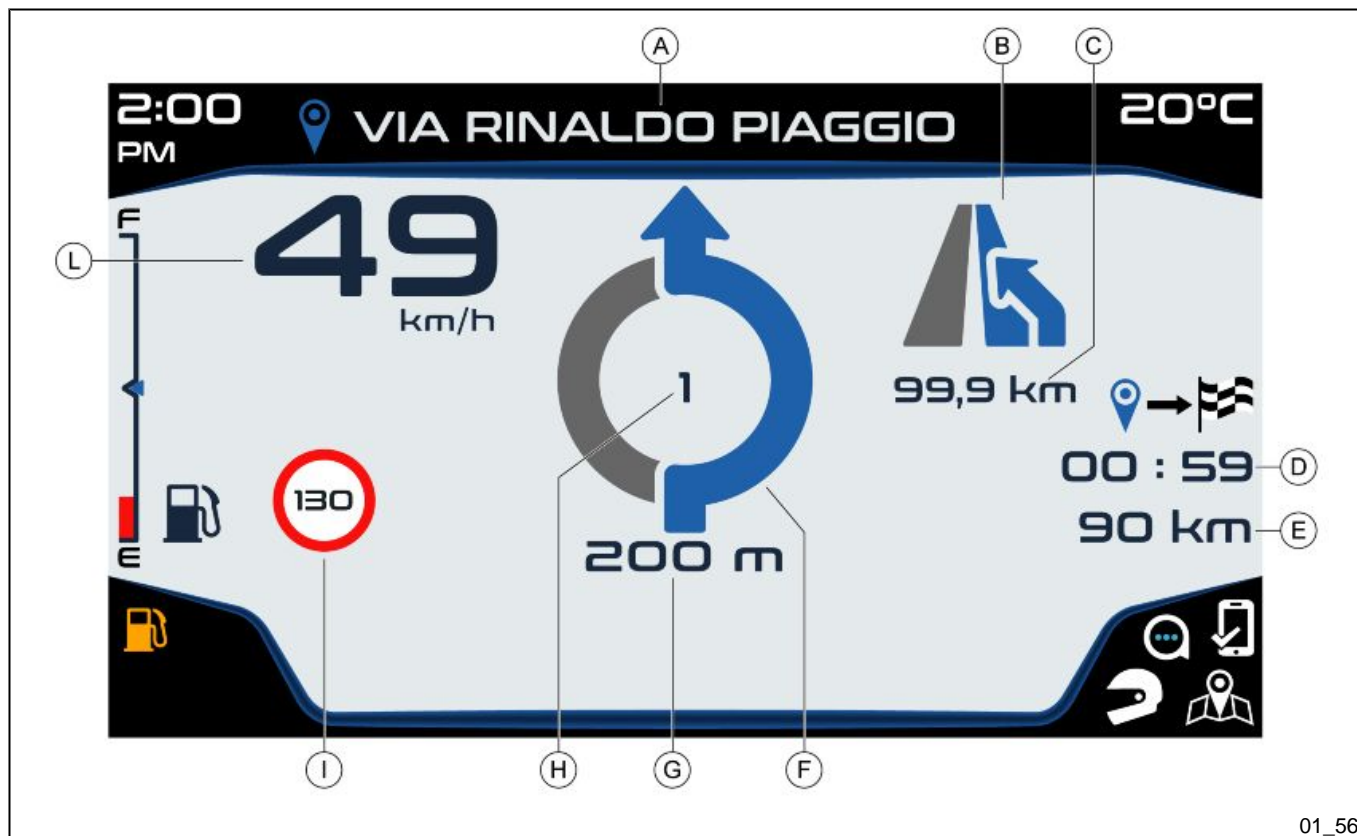 A
B
C
2:00
PM
VIA RINALDO PIAGGIO
20°C
F
49
km/h
L
1
99,9 km
00 : 59
D
90 km
E
130
200 m
E
I
H
G
F
01_56